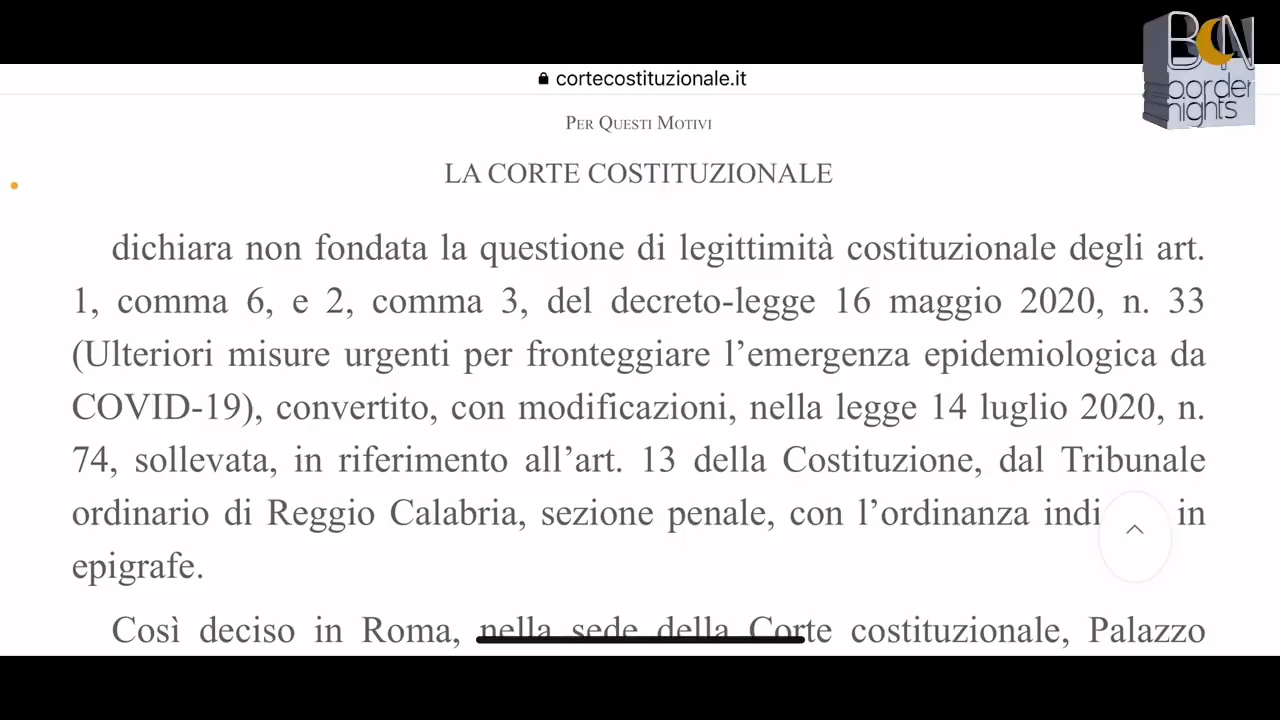 BCN
border
nights
cortecostituzionale.it
PER QUESTI MOTIVI
LA CORTE COSTITUZIONALE
dichiara non fondata la questione di legittimità costituzionale degli art.
1, comma 6, e 2, comma 3, del decreto-legge 16 maggio 2020, n. 33
(Ulteriori misure urgenti per fronteggiare l’emergenza epidemiologica da
COVID-19), convertito, con modificazioni, nella legge 14 luglio 2020, n.
74, sollevata, in riferimento all’art. 13 della Costituzione, dal Tribunale
ordinario di Reggio Calabria, sezione penale, con l’ordinanza in
epigrafe.
Così deciso in Roma, nella sede della Corte costituzionale, Palazzo